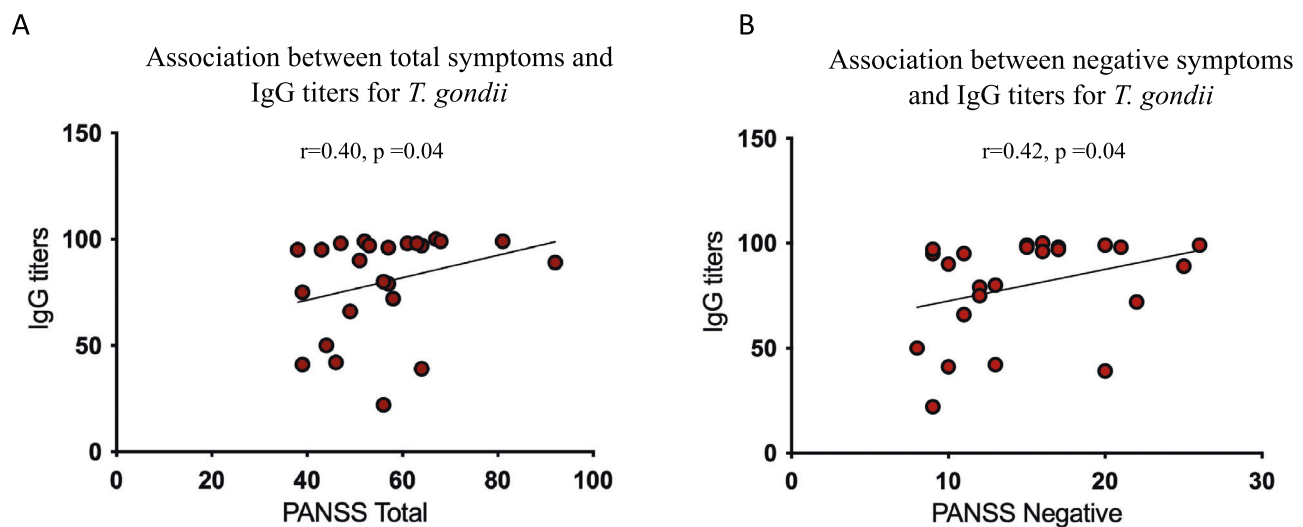 A
Association between total symptoms and
IgG titers for T. gondii
r=0.40, p =0.04
150
100
50
0
IgG titers
0 20 40 60 80 100
PANSS Total
B
Association between negative symptoms
and IgG titers for T. gondii
r=0.42, p =0.04
150
100
50
0
IgG titers
0 10 20 30
PANSS Negative